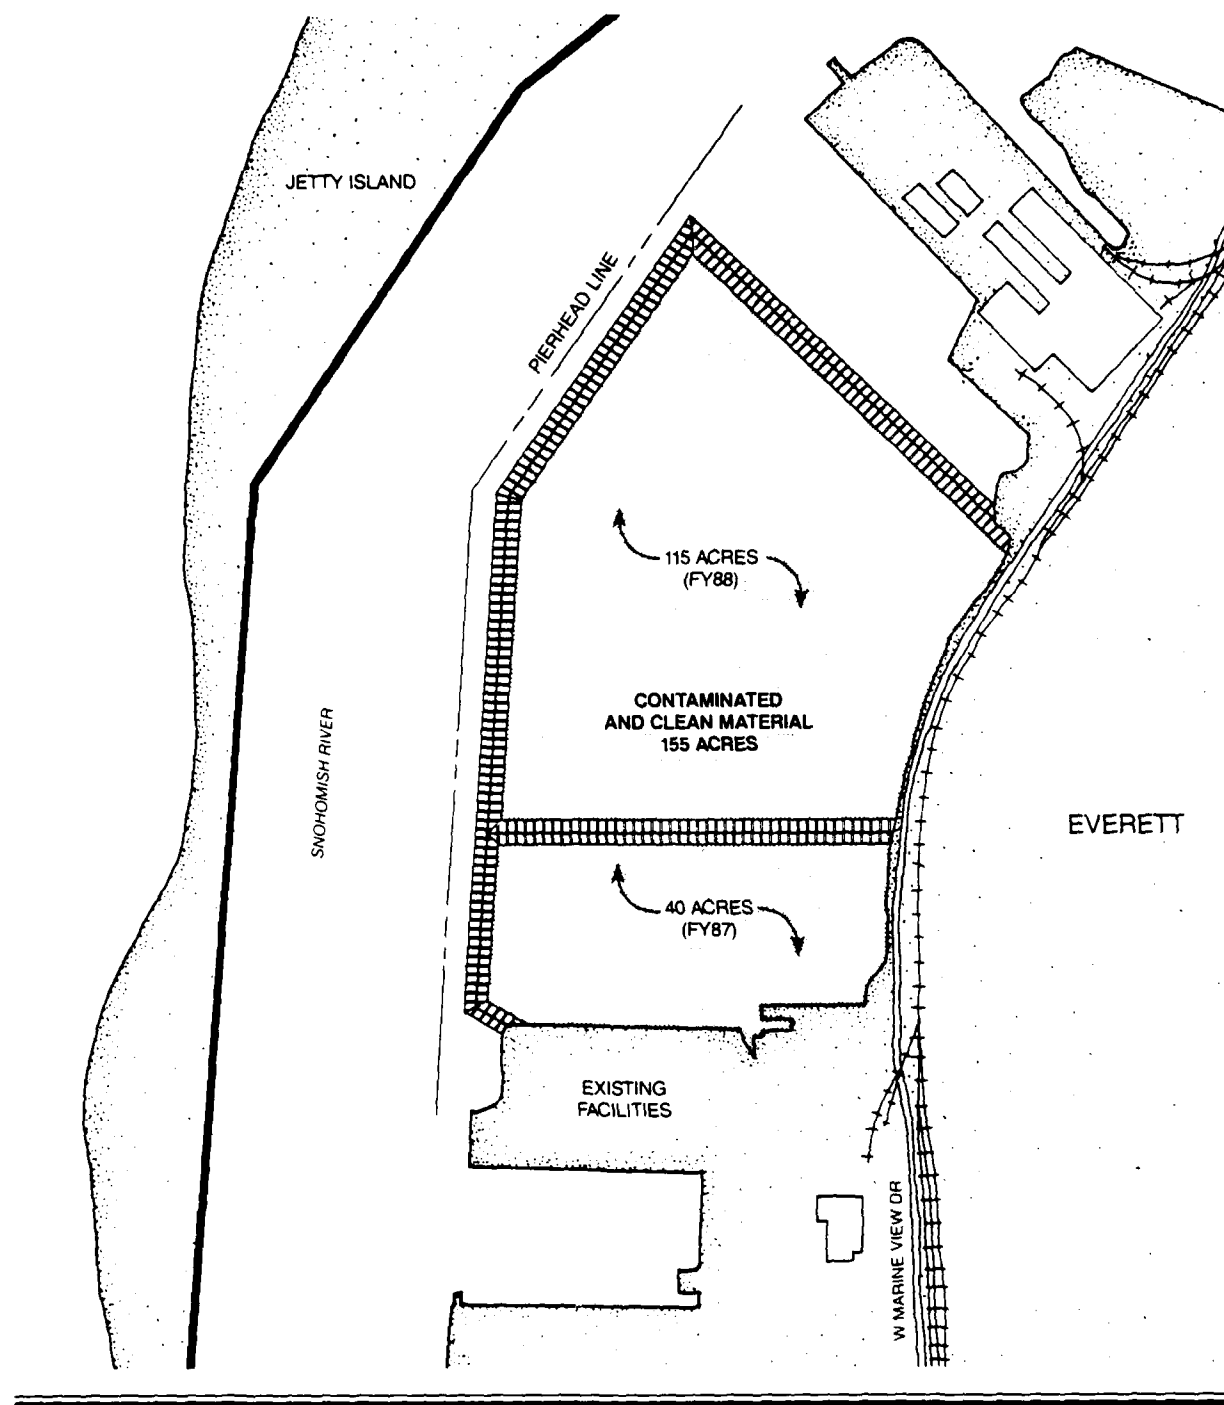 JETTY ISLAND
PIERHEAD LINE
115 ACRES
(FY88)
CONTAMINATED
AND CLEAN MATERIAL
155 ACRES
SNOHOMISH RIVER
EVERETT
40 ACRES
(FY87)
EXISTING
FACILITIES
W MARINE VIEW DR